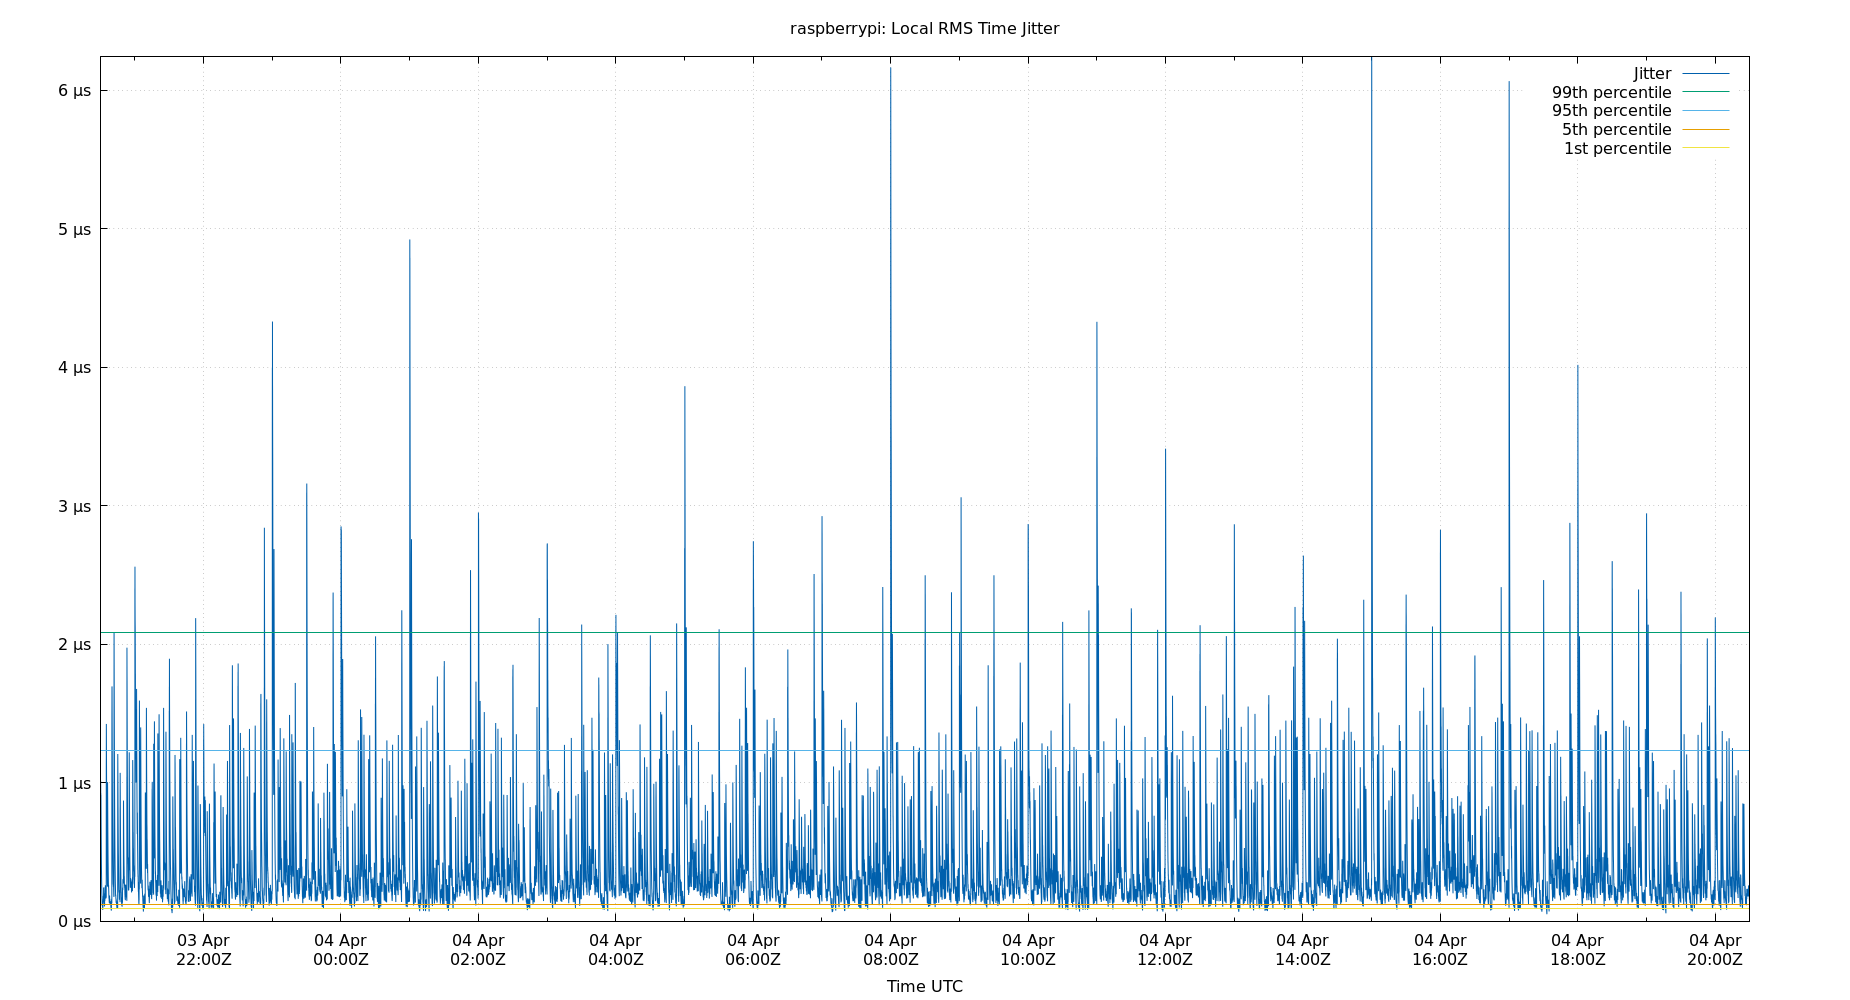 raspberrypi: Local RMS Time Jitter
Jitter
99th percentile
95th percentile
5th percentile
1st percentile
6 µs
5 µs
4 µs
3 µs
2 µs
1 µs
0 µs
03 Apr 04 Apr 04 Apr 04 Apr 04 Apr 04 Apr 04 Apr 04 Apr 04 Apr 04 Apr 04 Apr 04 Apr
22:00Z 00:00Z 02:00Z 04:00Z 06:00Z 08:00Z 10:00Z 12:00Z 14:00Z 16:00Z 18:00Z 20:00Z
Time UTC